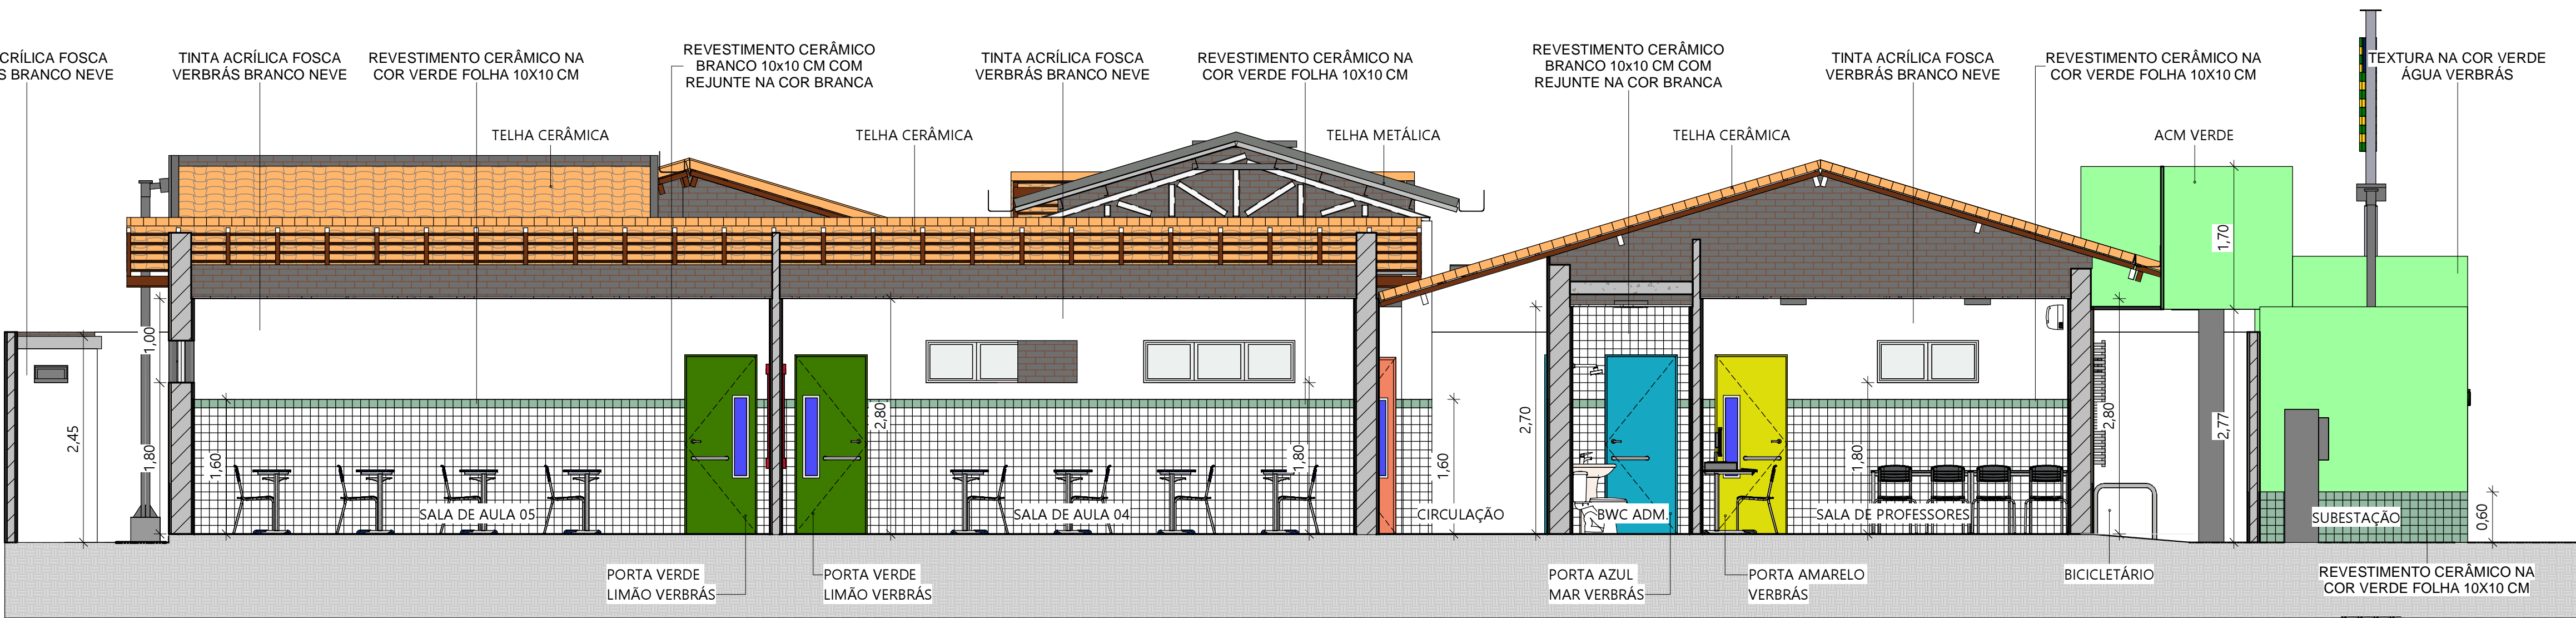 CRÍLICA FOSCA
S BRANCO NEVE
TINTA ACRÍLICA FOSCA
VERBRÁS BRANCO NEVE
REVESTIMENTO CERÂMICO NA
COR VERDE FOLHA 10X10 CM
REVESTIMENTO CERÂMICO
BRANCO 10x10 CM COM
REJUNTE NA COR BRANCA
TINTA ACRÍLICA FOSCA
VERBRÁS BRANCO NEVE
REVESTIMENTO CERÂMICO NA
COR VERDE FOLHA 10X10 CM
REVESTIMENTO CERÂMICO
BRANCO 10x10 CM COM
REJUNTE NA COR BRANCA
TINTA ACRÍLICA FOSCA
VERBRÁS BRANCO NEVE
REVESTIMENTO CERÂMICO NA
COR VERDE FOLHA 10X10 CM
TEXTURA NA COR VERDE
ÁGUA VERBRÁS
TELHA CERÂMICA
TELHA CERÂMICA
TELHA METÁLICA
TELHA CERÂMICA
ACM VERDE
1,70
2,45
1,00
1,80
1,60
2,80
1,80
1,60
2,70
1,80
2,80
2,77
0,60
SALA DE AULA 05
SALA DE AULA 04
CIRCULAÇÃO
BWC ADM.
SALA DE PROFESSORES
SUBESTAÇÃO
PORTA VERDE
LIMÃO VERBRÁS
PORTA VERDE
LIMÃO VERBRÁS
PORTA AZUL
MAR VERBRÁS
PORTA AMARELO
VERBRÁS
BICICLETÁRIO
REVESTIMENTO CERÂMICO NA
COR VERDE FOLHA 10X10 CM